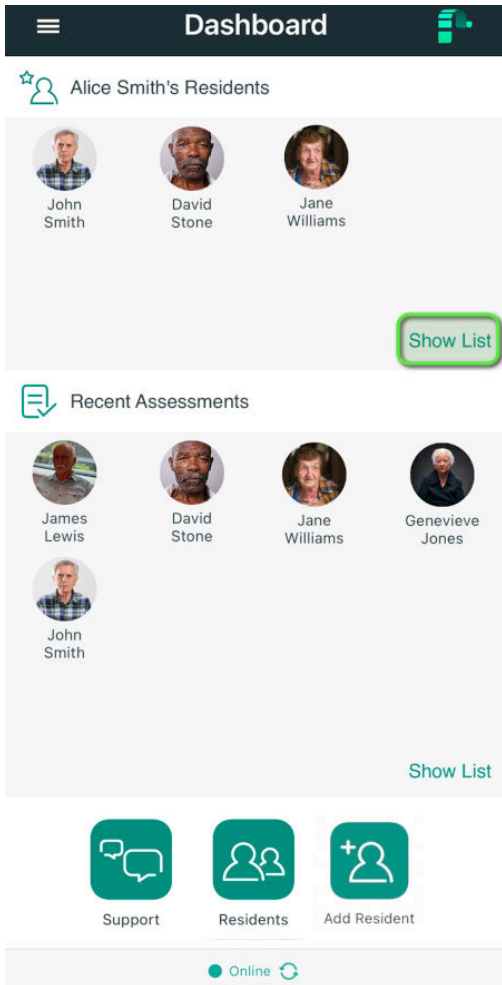 Dashboard
Alice Smith's Residents
John David Jane
Smith Stone Williams
Show List
Recent Assessments
James David Jane Genevieve
Lewis Stone Williams Jones
John
Smith
Show List
Support Residents Add Resident
Online